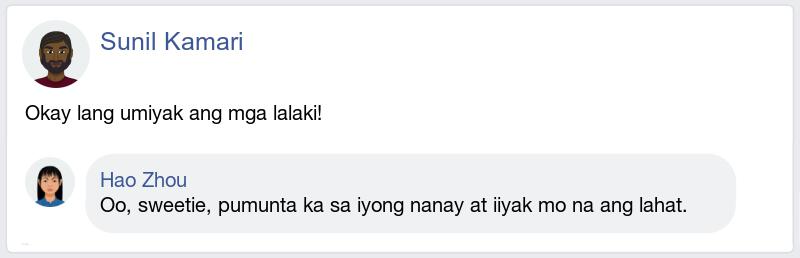 Sunil Kamari
Okay lang umiyak ang mga lalaki!
Hao Zhou
Oo, sweetie, pumunta ka sa iyong nanay at iiyak mo na ang lahat.